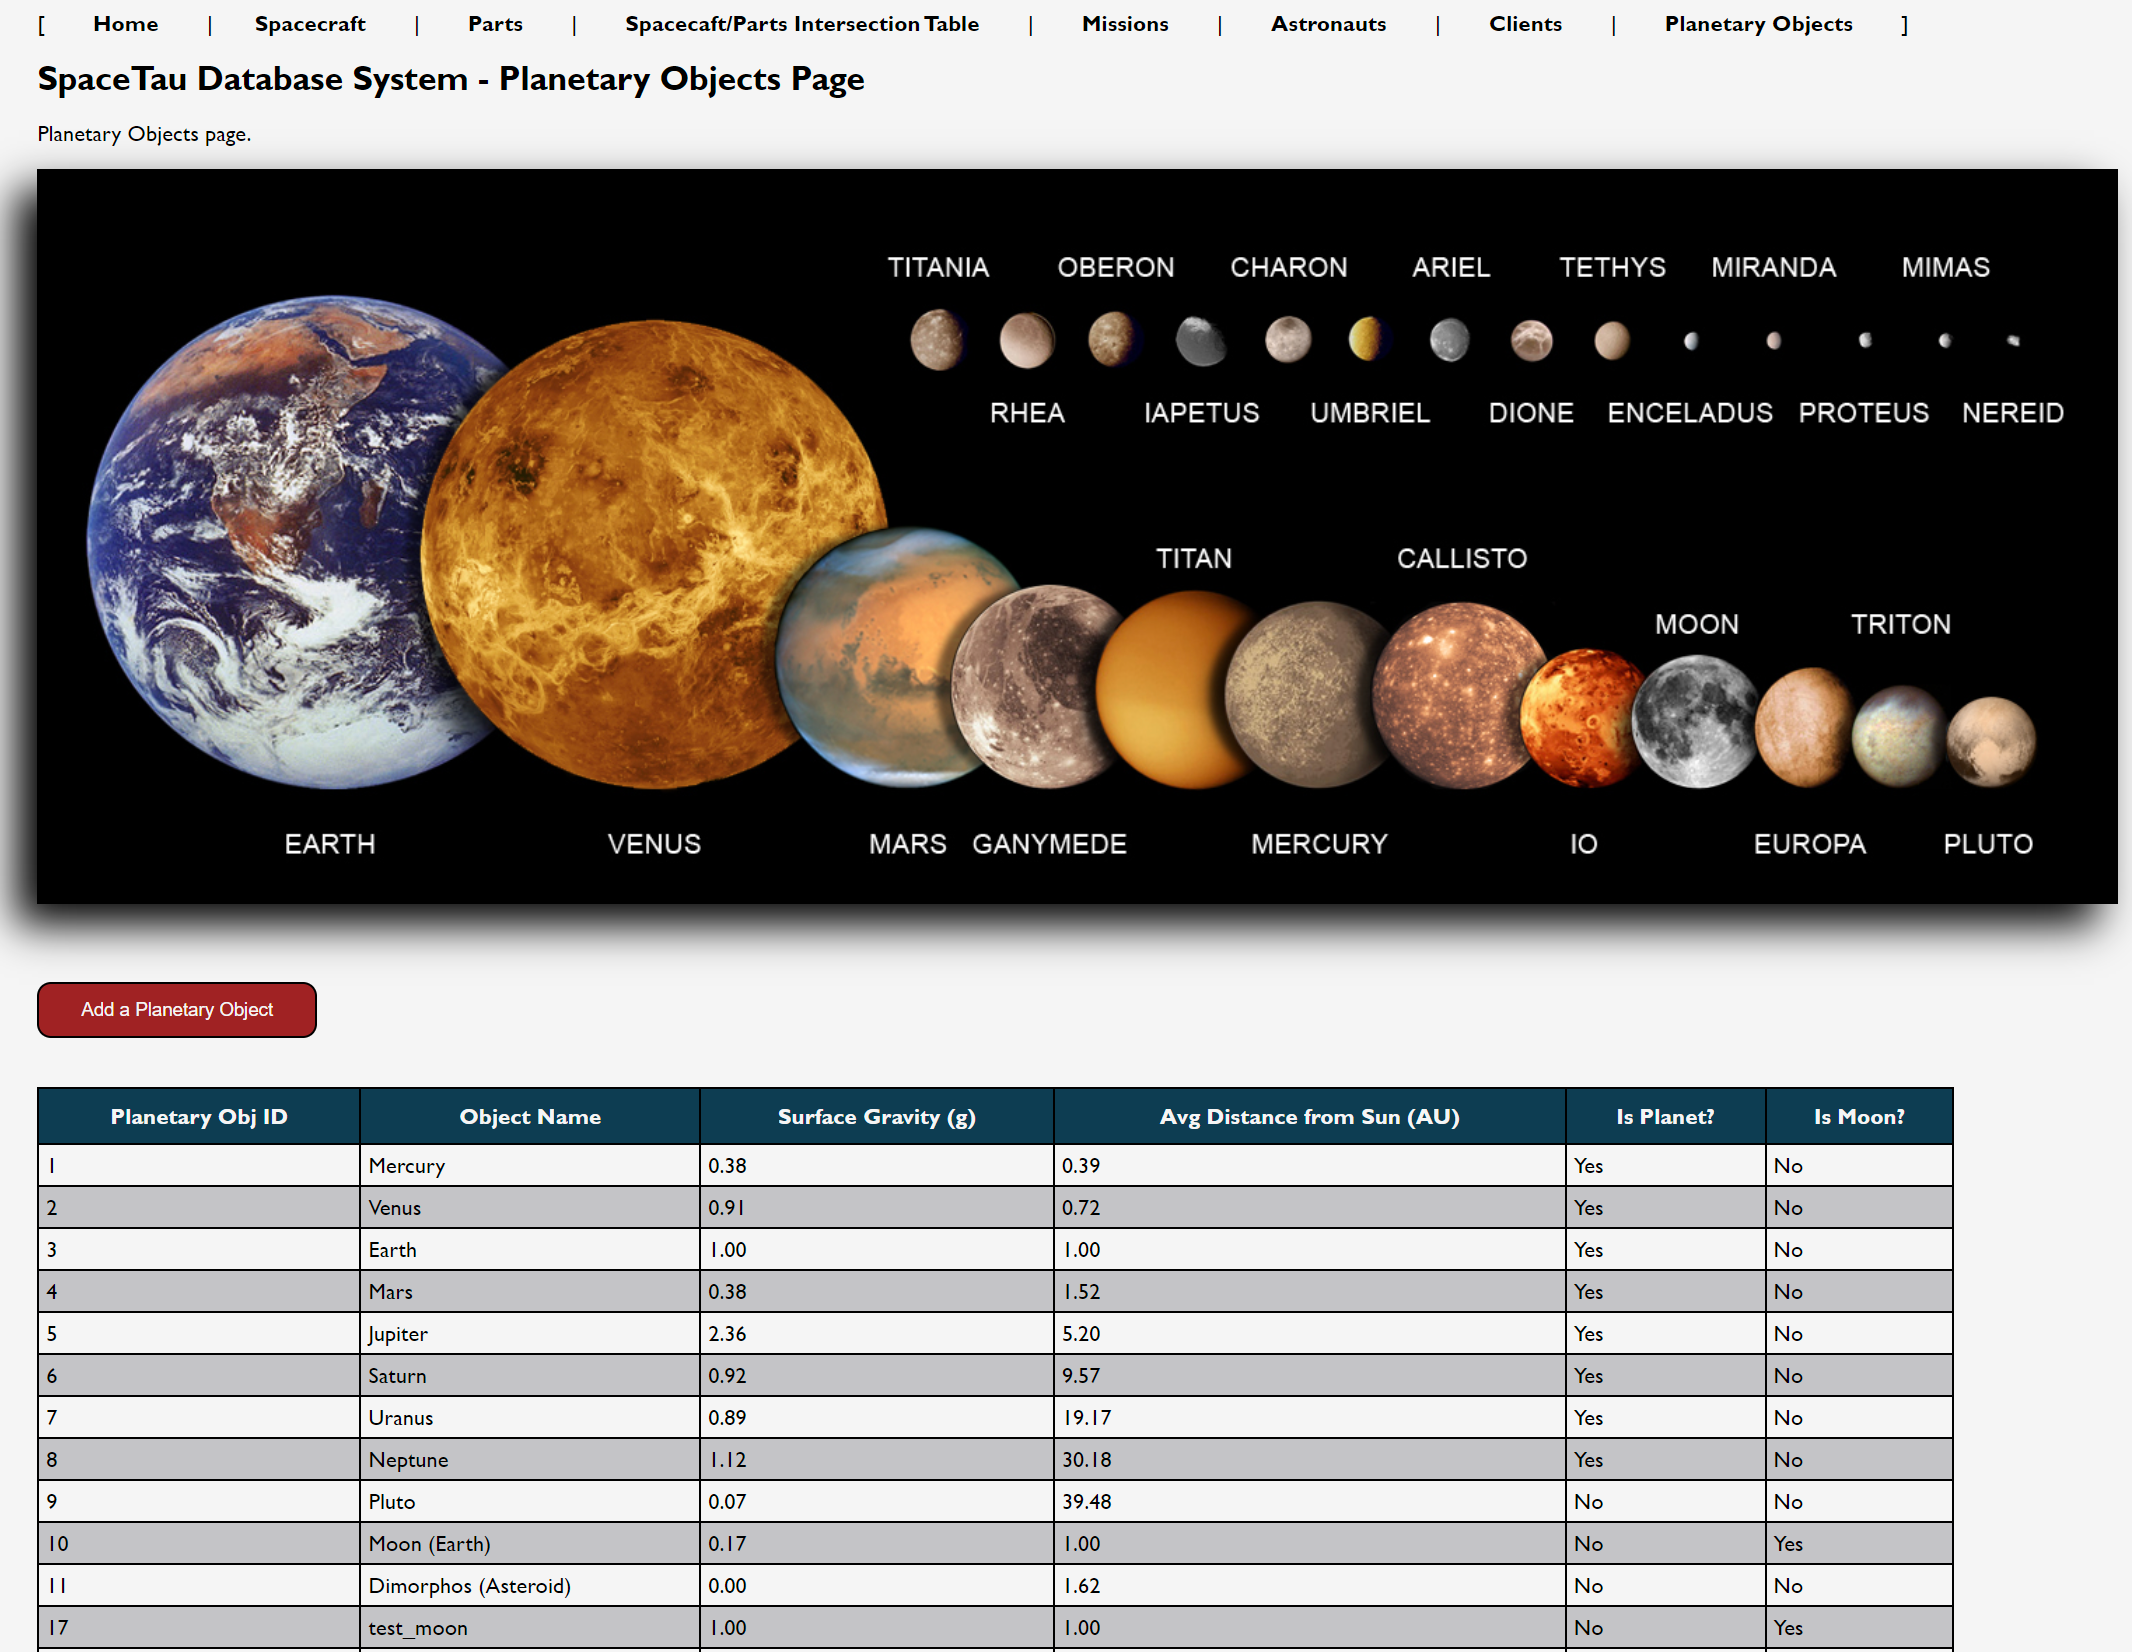 [ Home | Spacecraft | Parts | Spacecaft/Parts Intersection Table | Missions | Astronauts | Clients | Planetary Objects ]
SpaceTau Database System - Planetary Objects Page
Planetary Objects page.
TITANIA OBERON CHARON ARIEL TETHYS MIRANDA MIMAS
RHEA IAPETUS UMBRIEL DIONE ENCELADUS PROTEUS NEREID
TITAN CALLISTO
MOON TRITON
EARTH VENUS MARS GANYMEDE MERCURY IO EUROPA PLUTO
Add a Planetary Object
Planetary Obj ID Object Name Surface Gravity (g) Avg Distance from Sun (AU) Is Planet? Is Moon?
1 Mercury 0.38 0.39 Yes No
2 Venus 0.91 0.72 Yes No
3 Earth 1.00 1.00 Yes No
4 Mars 0.38 1.52 Yes No
5 Jupiter 2.36 5.20 Yes No
6 Saturn 0.92 9.57 Yes No
7 Uranus 0.89 19.17 Yes No
8 Neptune 1.12 30.18 Yes No
9 Pluto 0.07 39.48 No No
10 Moon (Earth) 0.17 1.00 No Yes
11 Dimorphos (Asteroid) 0.00 1.62 No No
17 test_moon 1.00 1.00 No Yes